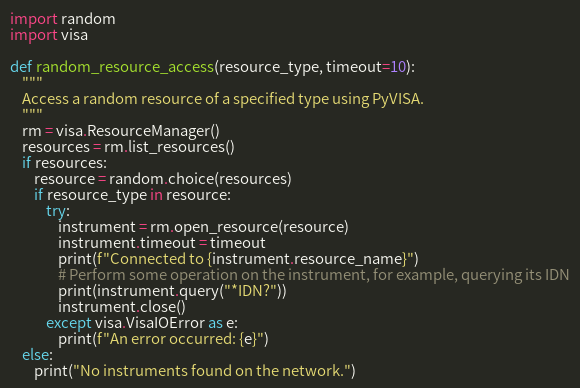 import random
import visa

def random_resource_access(resource_type, timeout=10):
    """
    Access a random resource of a specified type using PyVISA.
    """
    rm = visa.ResourceManager()
    resources = rm.list_resources()
    if resources:
        resource = random.choice(resources)
        if resource_type in resource:
            try:
                instrument = rm.open_resource(resource)
                instrument.timeout = timeout
                print(f"Connected to {instrument.resource_name}")
                # Perform some operation on the instrument, for example, querying its IDN
                print(instrument.query("*IDN?"))
                instrument.close()
            except visa.VisaIOError as e:
                print(f"An error occurred: {e}")
    else:
        print("No instruments found on the network.")